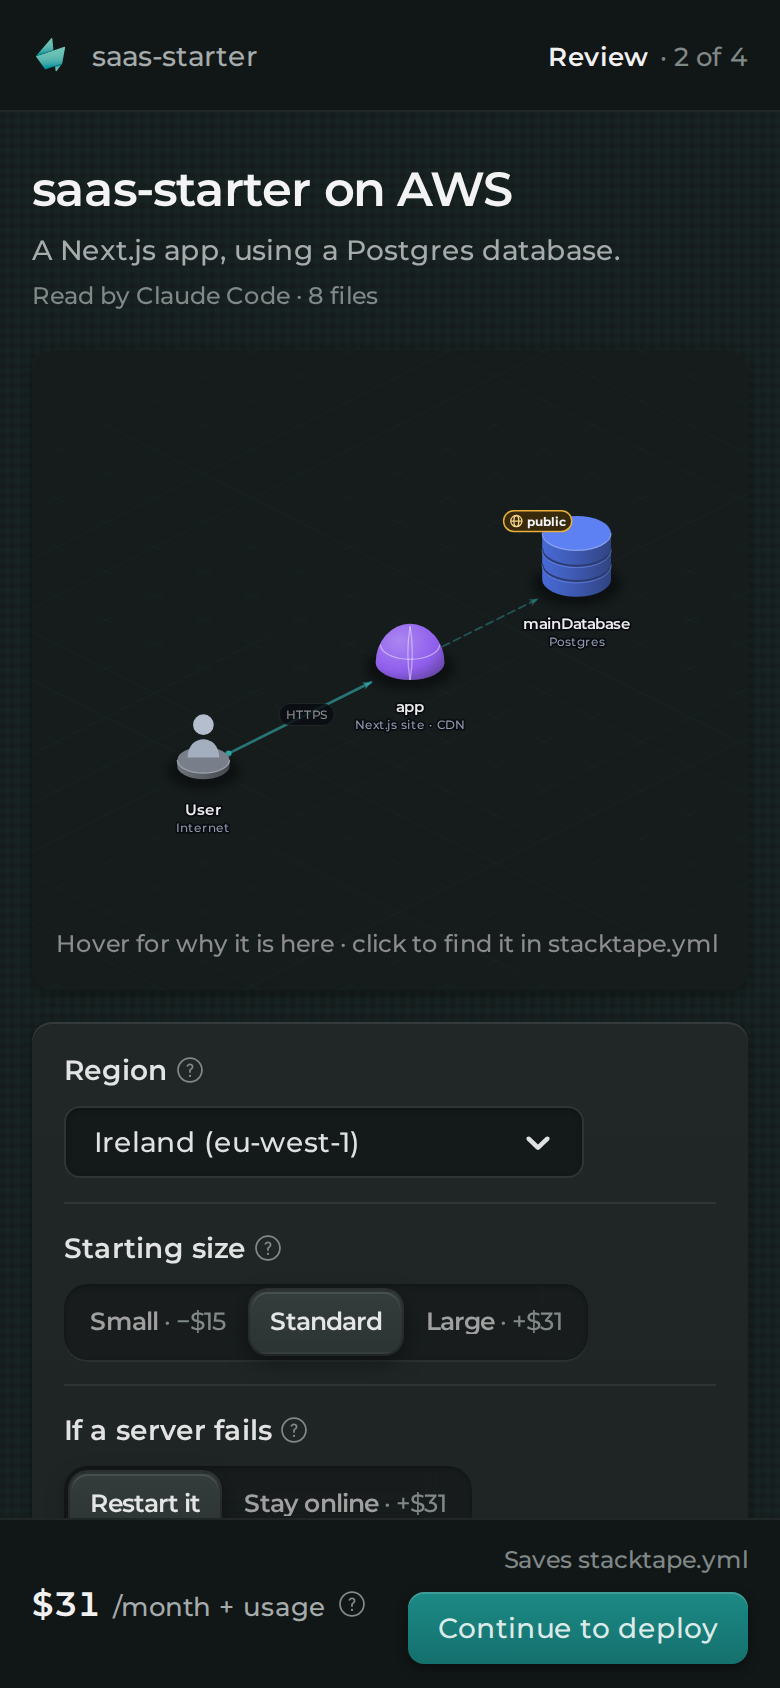 saas-starter
Review · 2 of 4
saas-starter on AWS
A Next.js app, using a Postgres database.
Read by Claude Code · 8 files
public
mainDatabase
Postgres
HTTPS
app
Next.js site · CDN
User
Internet
Hover for why it is here · click to find it in stacktape.yml
Region ?
Ireland (eu-west-1)
Starting size ?
Small · −$15 Standard Large · +$31
If a server fails ?
Restart it Stay online · +$31
Saves stacktape.yml
$31 /month + usage ?
Continue to deploy